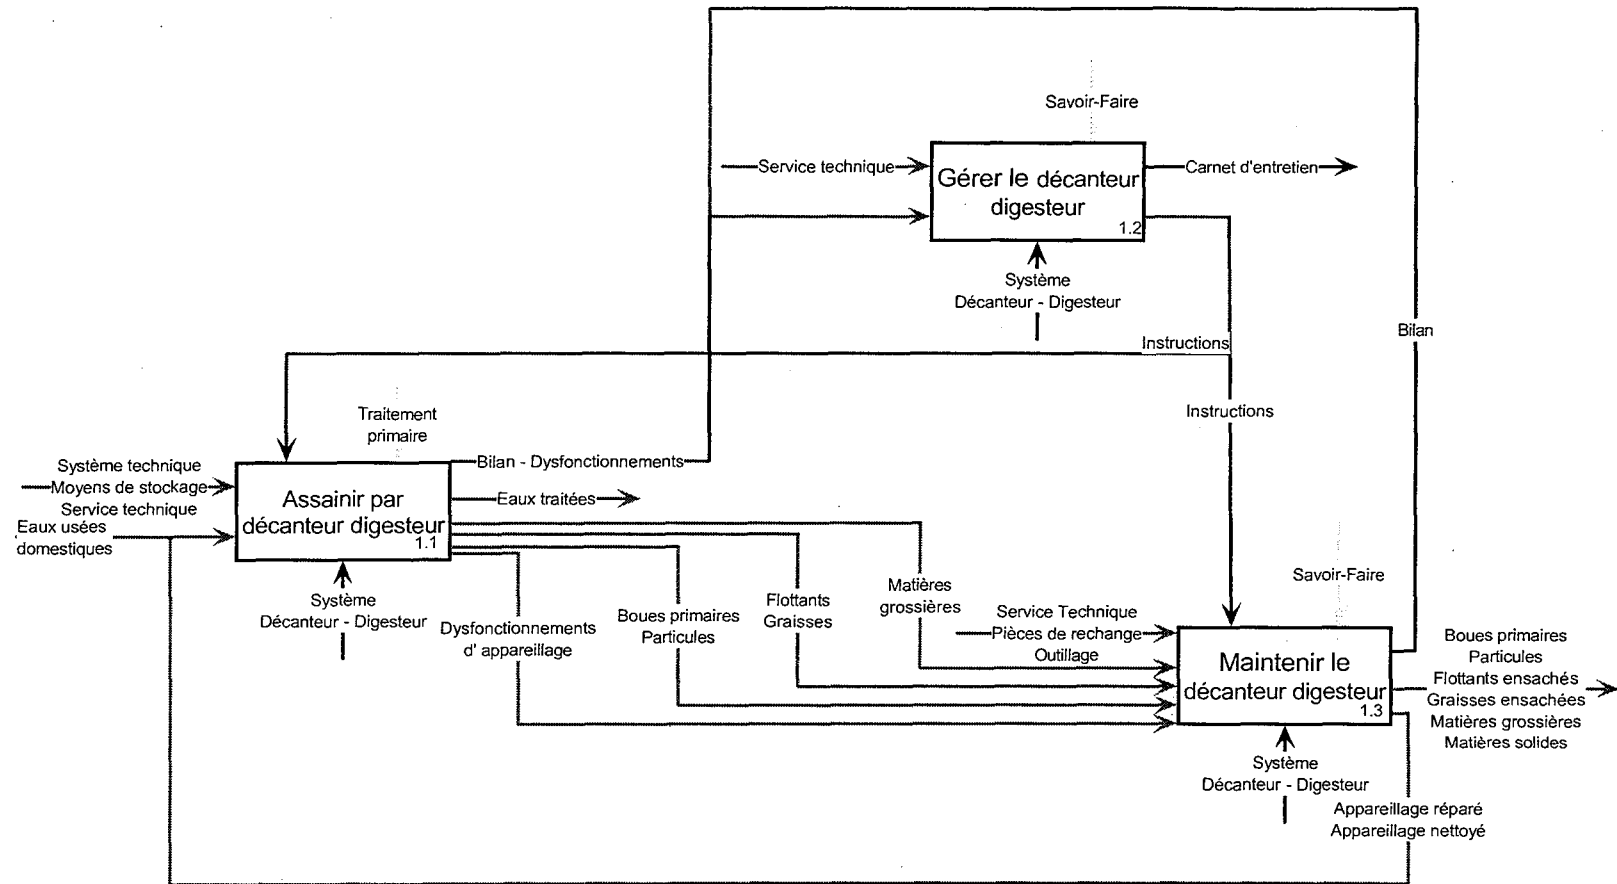 Savoir-Faire
Service technique
Gérer le décanteur
digesteur
1.2
Carnet d'entretien
Système
Décanteur - Digesteur
Bilan
Instructions
Instructions
Traitement
primaire
Système technique
Moyens de stockage
Service technique
Eaux usées
domestiques
Assainir par
décanteur digesteur
1.1
Bilan - Dysfonctionnements
Eaux traitées
Système
Décanteur - Digesteur
Dysfonctionnements
d' appareillage
Boues primaires
Particules
Flottants
Graisses
Matières
grossières
Savoir-Faire
Service Technique
Pièces de rechange
Outillage
Maintenir le
décanteur digesteur
1.3
Boues primaires
Particules
Flottants ensachés
Graisses ensachées
Matières grossières
Matières solides
Système
Décanteur - Digesteur
Appareillage réparé
Appareillage nettoyé